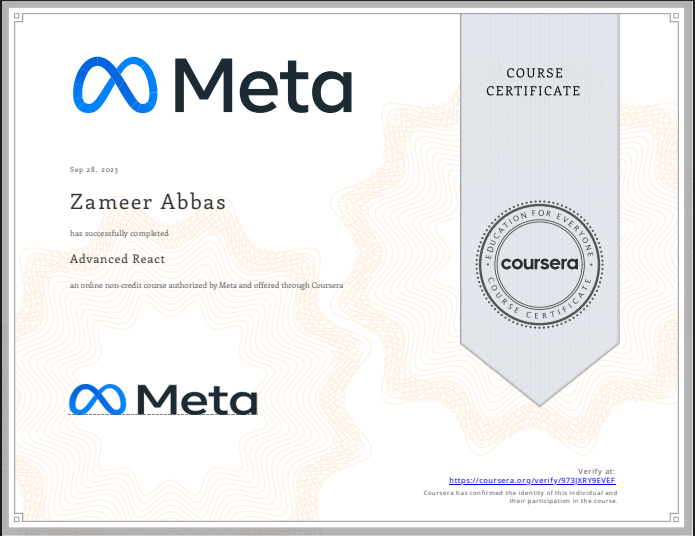 Meta
COURSE
CERTIFICATE
Sep 28, 2023
Zameer Abbas
has successfully completed
Advanced React
an online non-credit course authorized by Meta and offered through Coursera
EDUCATION FOR EVERYONE
coursera
COURSE CERTIFICATE
Meta
Verify at:
https://coursera.org/verify/973JXRY9EVEF
Coursera has confirmed the identity of this individual and
their participation in the course.